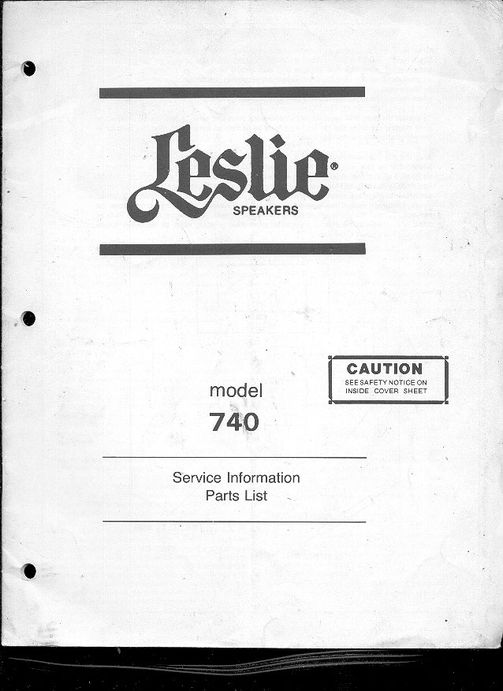 Leslie®
SPEAKERS
CAUTION
SEE SAFETY NOTICE ON
INSIDE COVER SHEET
model
740
Service Information
Parts List